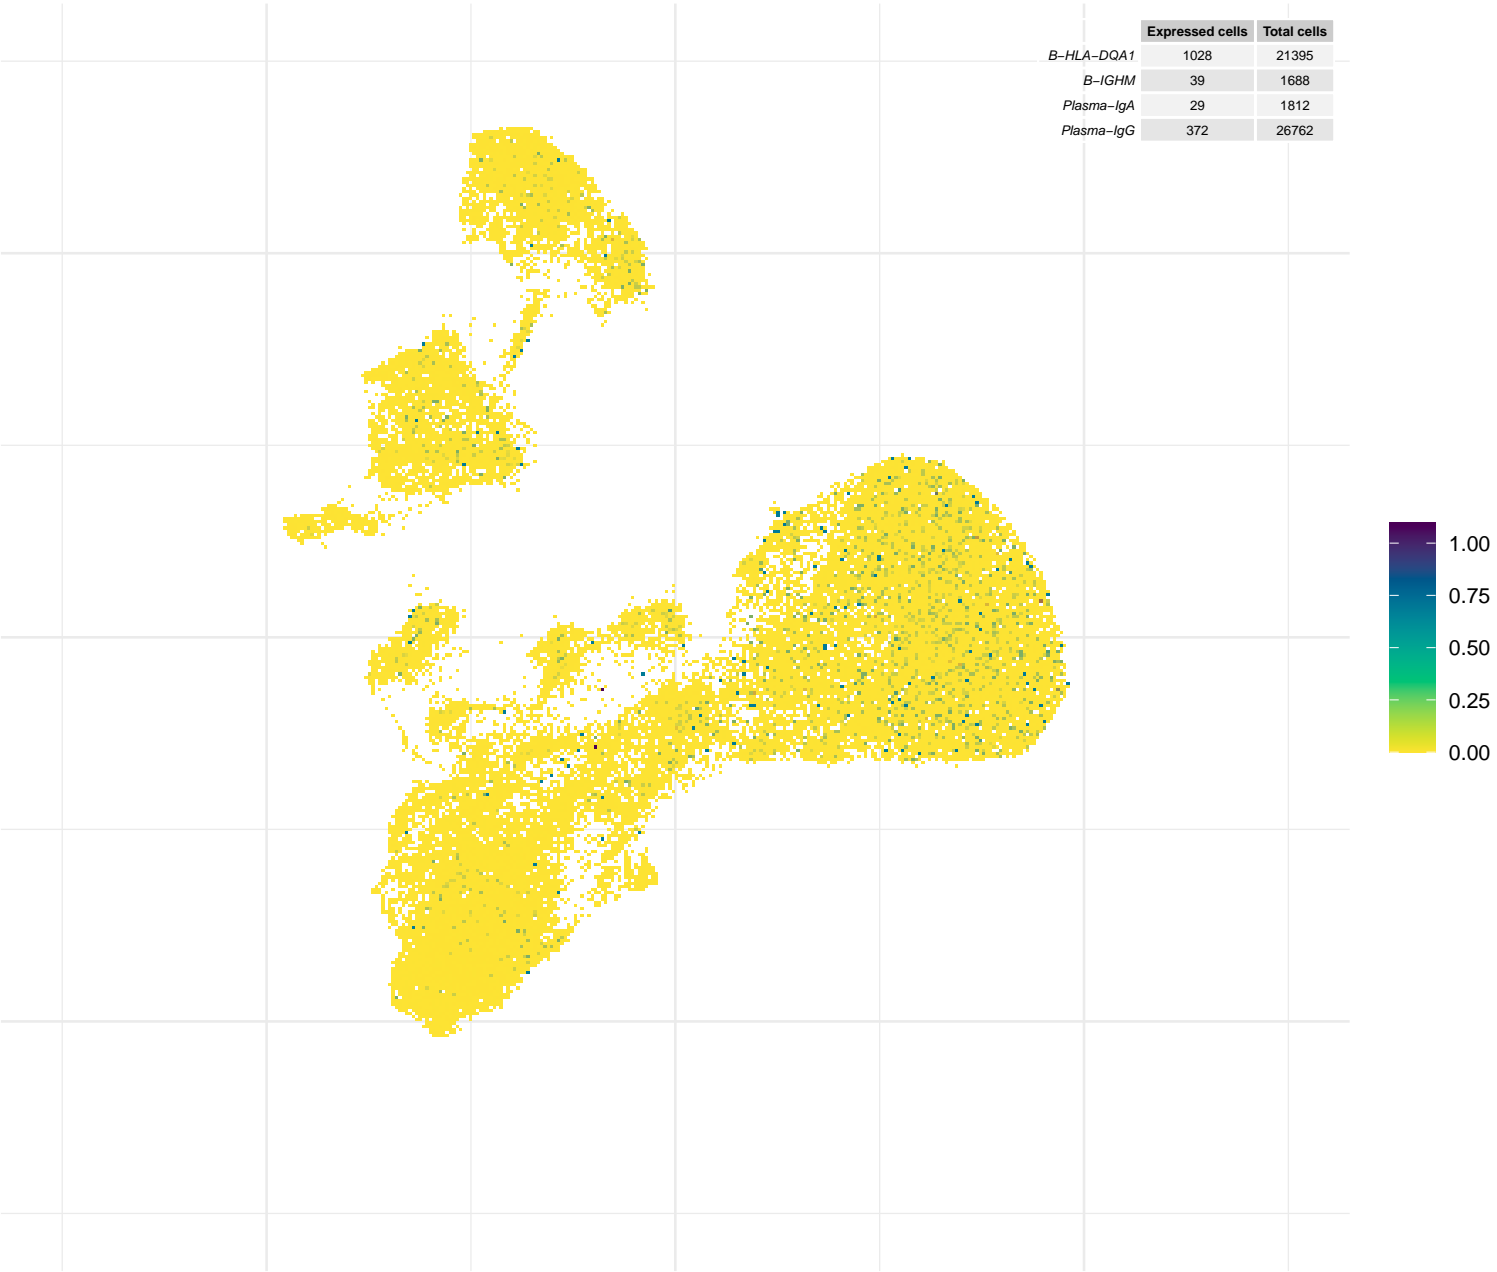 Expressed cells Total cells
B−HLA−DQA1 1028 21395
B−IGHM 39 1688
Plasma−IgA 29 1812
Plasma−IgG 372 26762
1.00
0.75
0.50
0.25
0.00